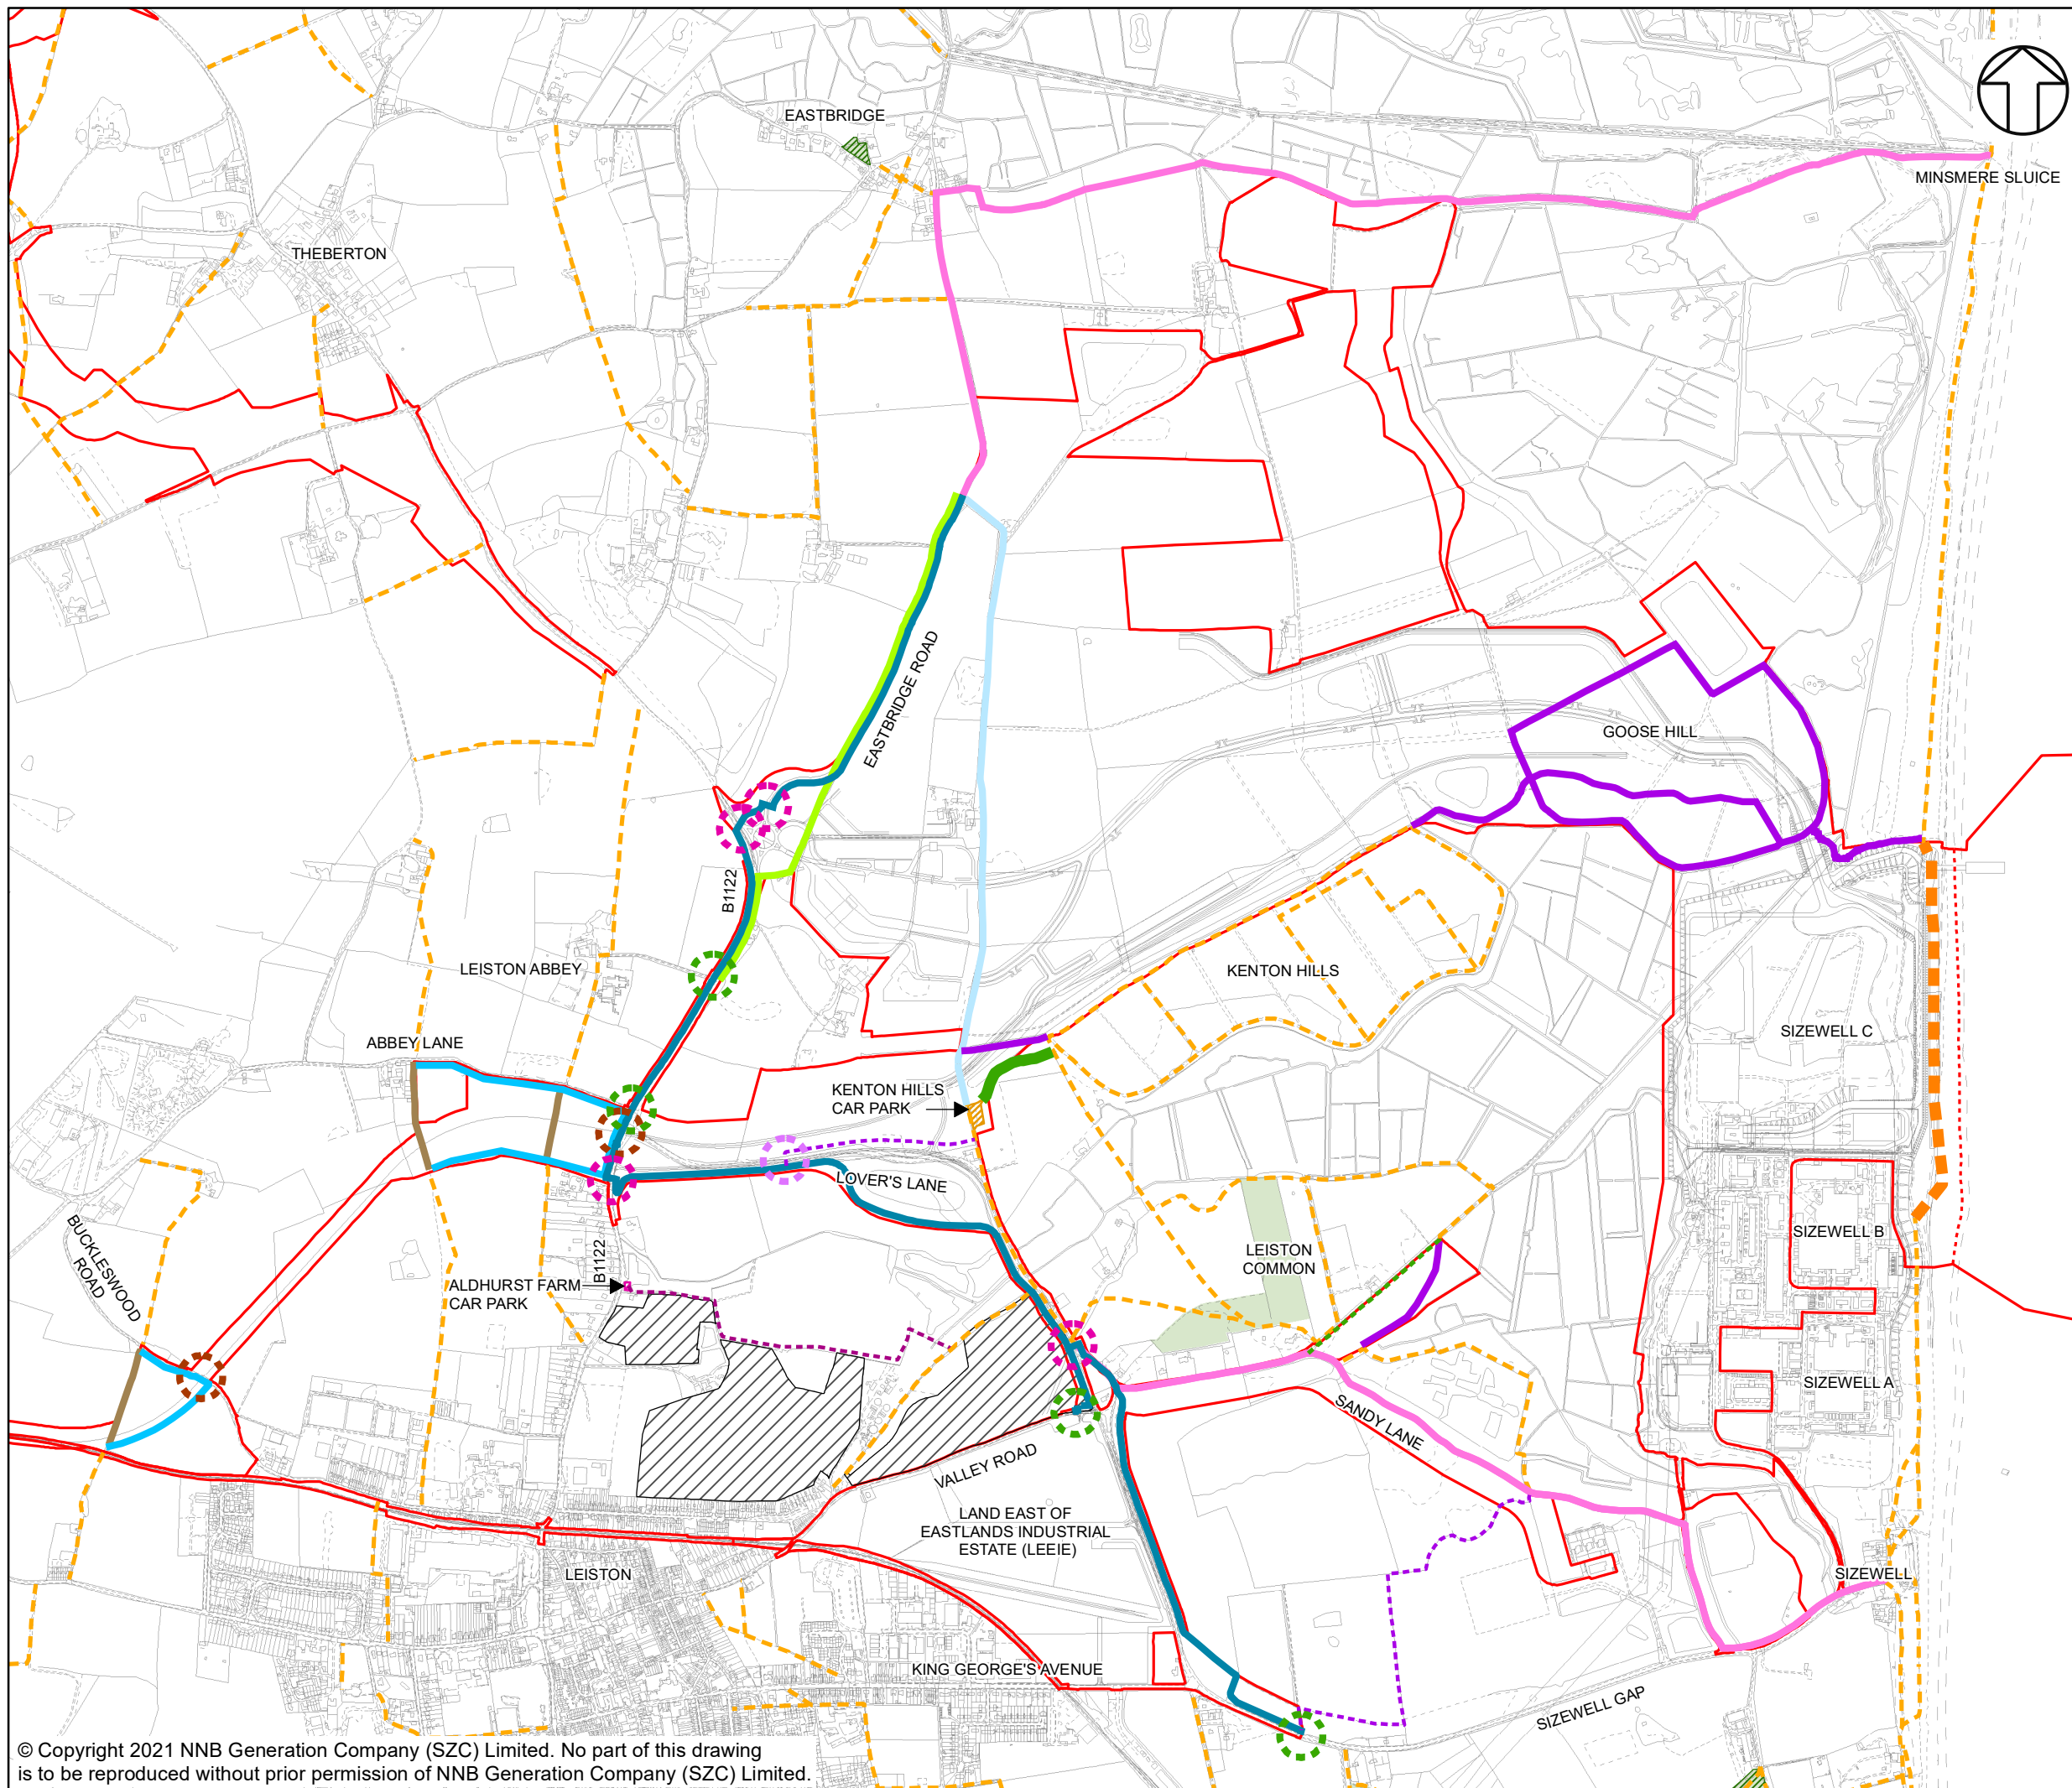 EASTBRIDGE
MINSMERE SLUICE
THEBERTON
EASTBRIDGE ROAD
GOOSE HILL
B1122
LEISTON ABBEY
KENTON HILLS
SIZEWELL C
ABBEY LANE
KENTON HILLS
CAR PARK
LOVER'S LANE
BUCKLESWOOD
ROAD
SIZEWELL B
LEISTON
COMMON
B1122
ALDHURST FARM
CAR PARK
SIZEWELL A
SANDY LANE
VALLEY ROAD
LAND EAST OF
EASTLANDS INDUSTRIAL
ESTATE (LEEIE)
LEISTON
SIZEWELL
KING GEORGE'S AVENUE
SIZEWELL GAP
© Copyright 2021 NNB Generation Company (SZC) Limited. No part of this drawing
is to be reproduced without prior permission of NNB Generation Company (SZC) Limited.